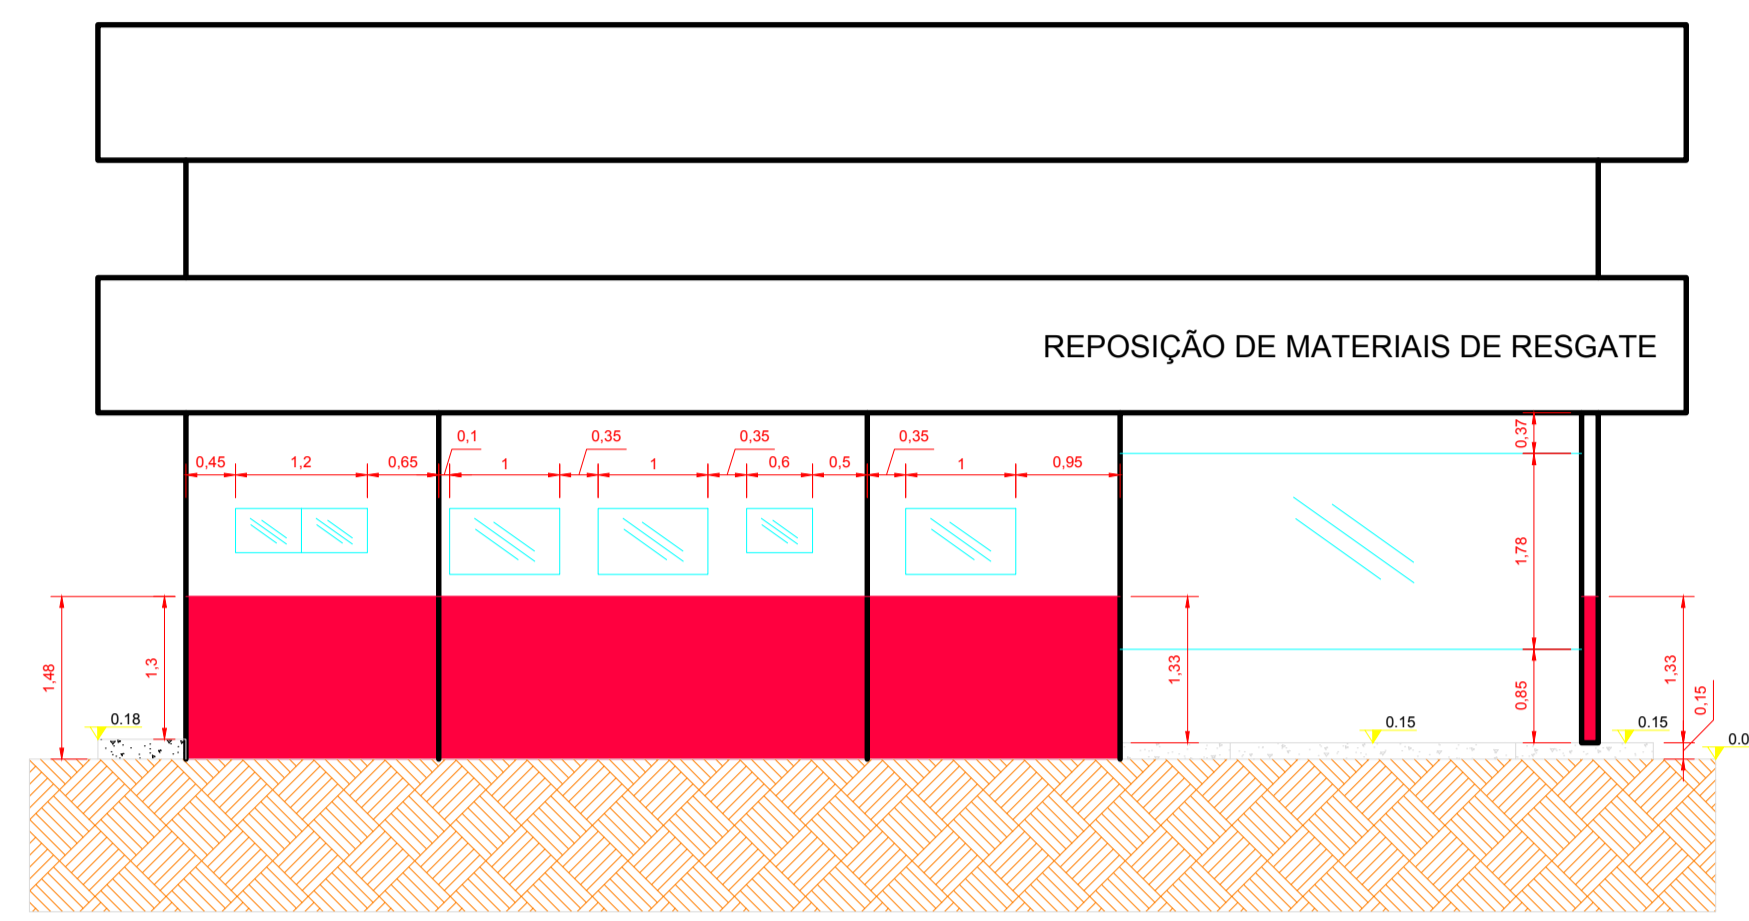 REPOSIÇÃO DE MATERIAIS DE RESGATE
0,1 0,35 0,35 0,35 0,37
0,45 1,2 0,65 1 1 0,6 0,5 1 0,95
1,78
1,48 1,3 1,33 0,85 1,33 0,15
0.18 0.15 0.15 0.0